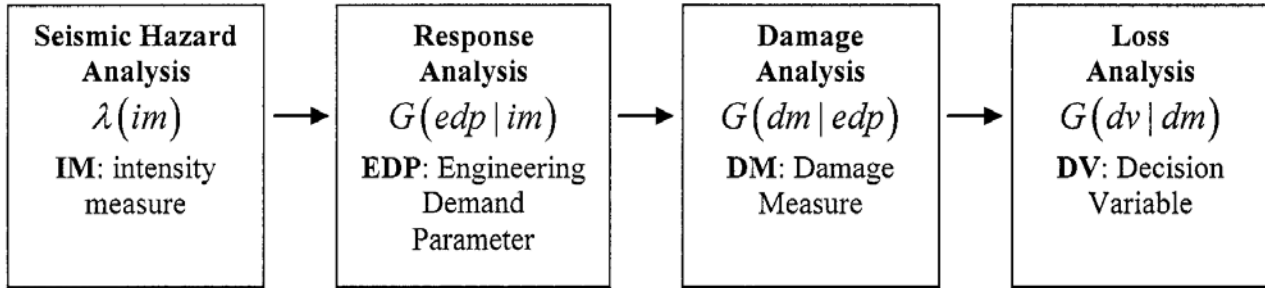 Seismic Hazard
Analysis
λ(im)
IM: intensity
measure
Response
Analysis
G(edp | im)
EDP: Engineering
Demand
Parameter
Damage
Analysis
G(dm | edp)
DM: Damage
Measure
Loss
Analysis
G(dv | dm)
DV: Decision
Variable